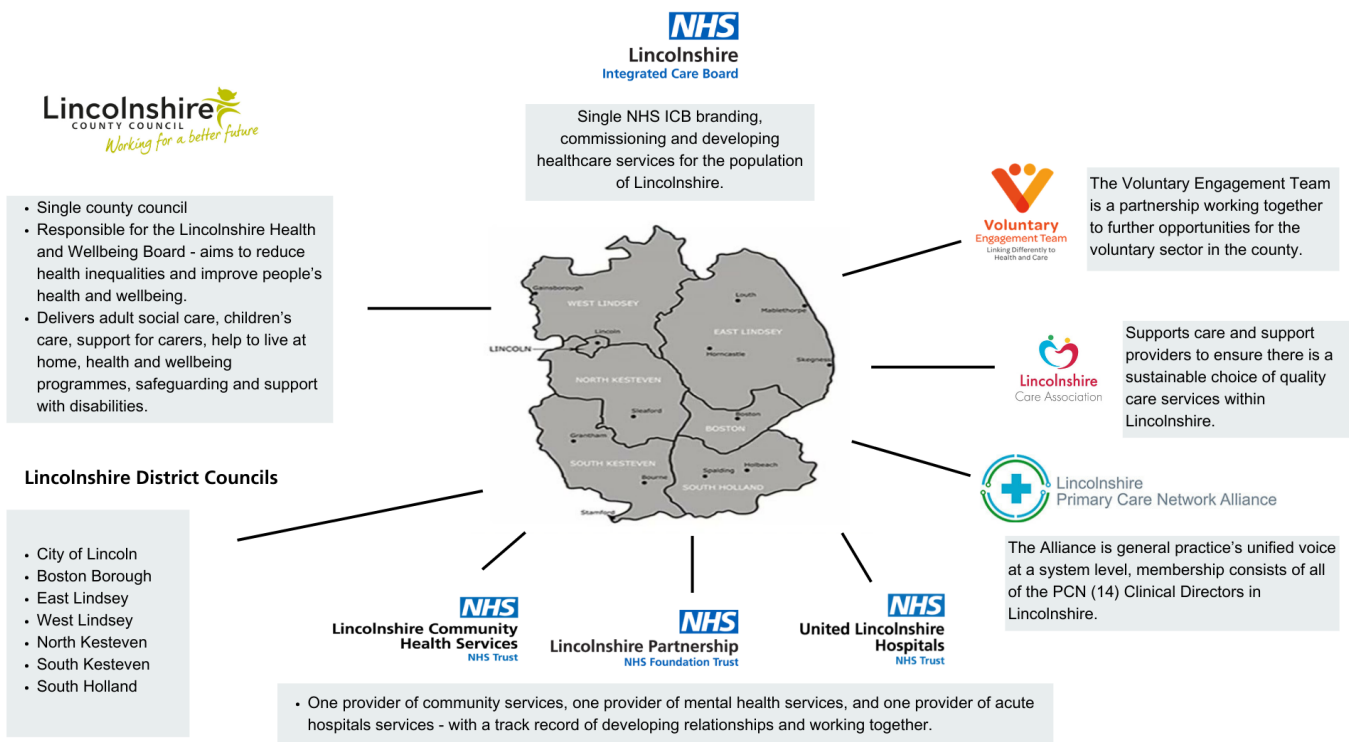 NHS
Lincolnshire
Integrated Care Board
Single NHS ICB branding,
commissioning and developing
healthcare services for the population
of Lincolnshire.
Lincolnshire
COUNTY COUNCIL
Working for a better future
• Single county council
• Responsible for the Lincolnshire Health
and Wellbeing Board - aims to reduce
health inequalities and improve people's
health and wellbeing.
• Delivers adult social care, children's
care, support for carers, help to live at
home, health and wellbeing
programmes, safeguarding and support
with disabilities.
Lincolnshire District Councils
• City of Lincoln
• Boston Borough
• East Lindsey
• West Lindsey
• North Kesteven
• South Kesteven
• South Holland
Gainsborough
WEST LINDSEY
Louth
Mablethorpe
EAST LINDSEY
Lincoln
LINCOLN
Horncastle
Skegness
NORTH KESTEVEN
Sleaford
Boston
BOSTON
Grantham
SOUTH KESTEVEN
Bourne
Spalding
Holbeach
SOUTH HOLLAND
Stamford
Voluntary
Engagement Team
Linking Differently to
Health and Care
The Voluntary Engagement Team
is a partnership working together
to further opportunities for the
voluntary sector in the county.
Lincolnshire
Care Association
Supports care and support
providers to ensure there is a
sustainable choice of quality
care services within
Lincolnshire.
Lincolnshire
Primary Care Network Alliance
The Alliance is general practice's unified voice
at a system level, membership consists of all
of the PCN (14) Clinical Directors in
Lincolnshire.
NHS
Lincolnshire Community
Health Services
NHS Trust
NHS
Lincolnshire Partnership
NHS Foundation Trust
NHS
United Lincolnshire
Hospitals
NHS Trust
• One provider of community services, one provider of mental health services, and one provider of acute
hospitals services - with a track record of developing relationships and working together.